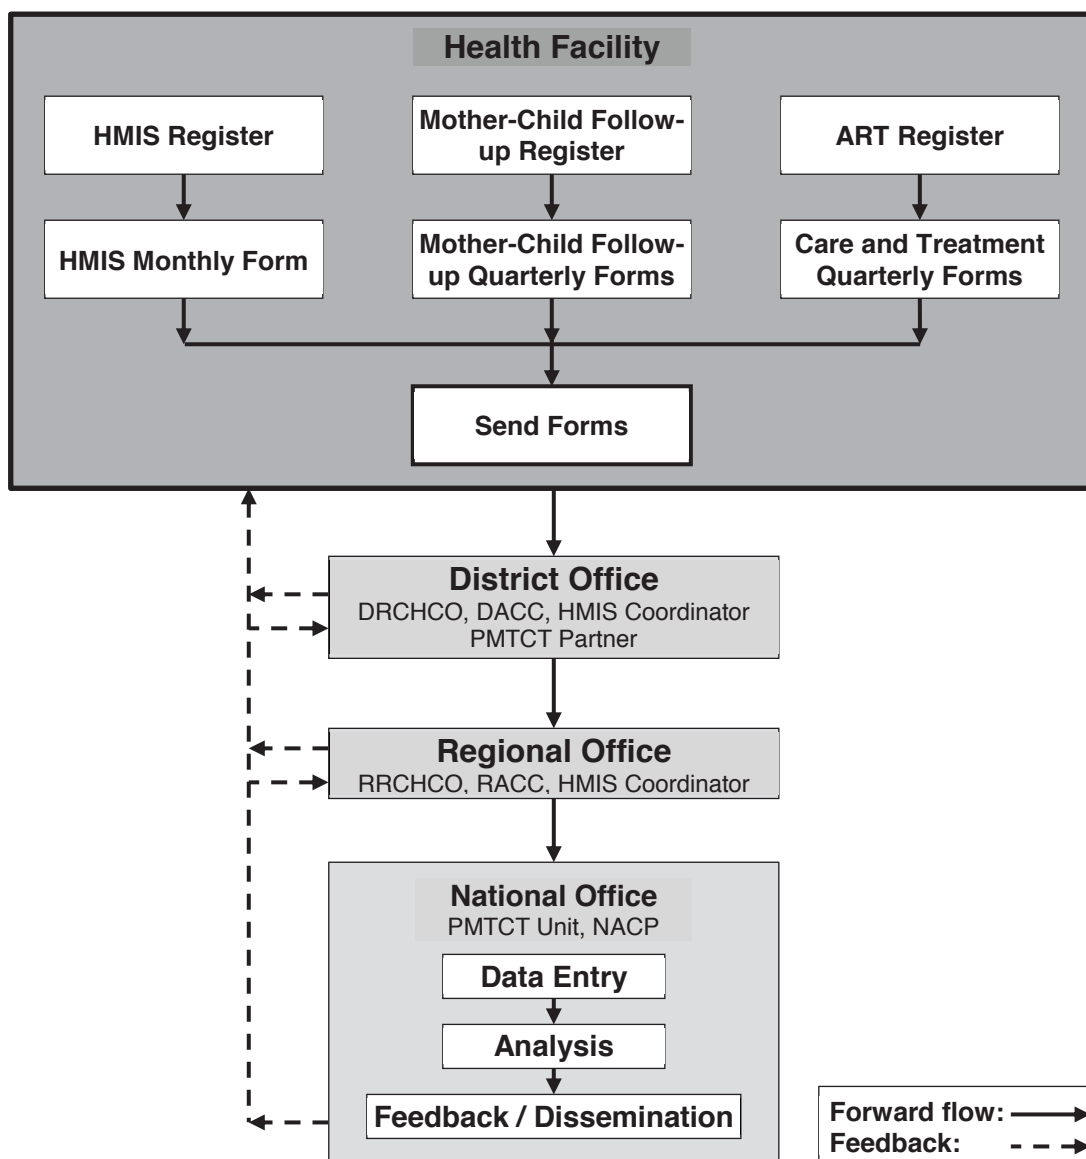 Health Facility
HMIS Register
Mother-Child Follow-
up Register
ART Register
HMIS Monthly Form
Mother-Child Follow-
up Quarterly Forms
Care and Treatment
Quarterly Forms
Send Forms
District Office
DRCHCO, DACC, HMIS Coordinator
PMTCT Partner
Regional Office
RRCHCO, RACC, HMIS Coordinator
National Office
PMTCT Unit, NACP
Data Entry
Analysis
Feedback / Dissemination
Forward flow:
Feedback: